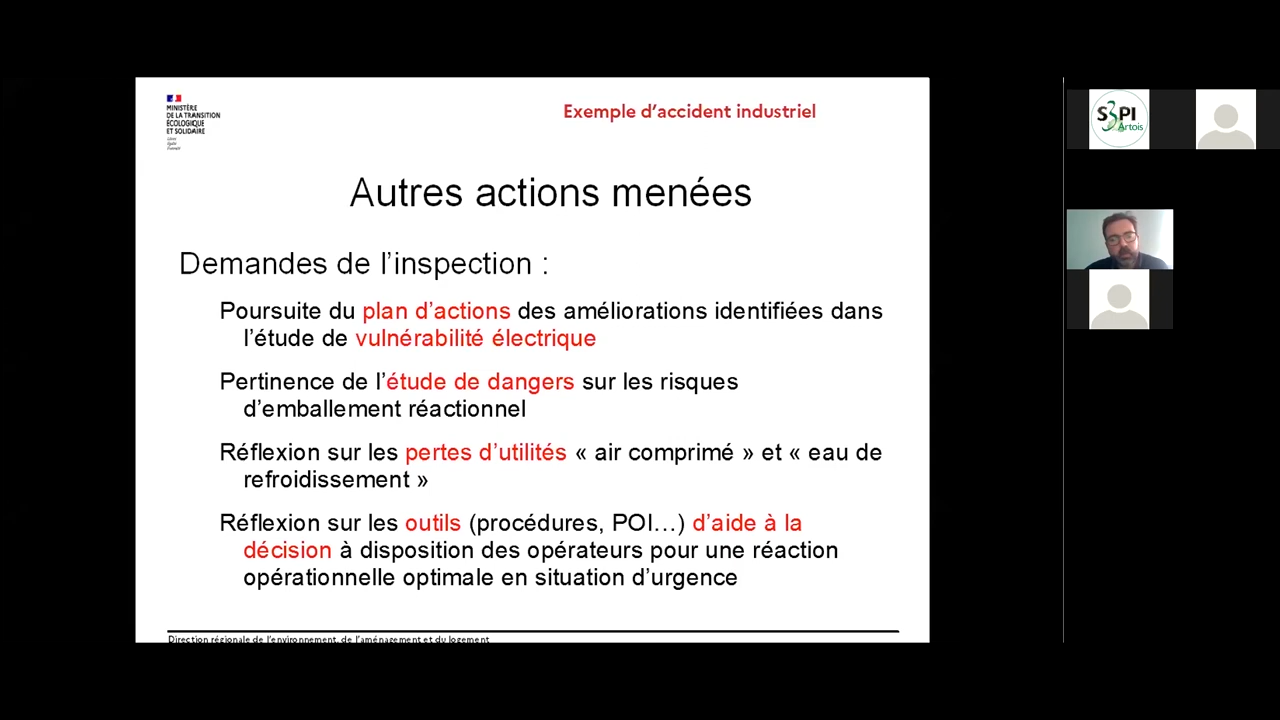 MINISTÈRE
DE LA TRANSITION
ÉCOLOGIQUE
ET SOLIDAIRE
Liberté
Égalité
Fraternité
Exemple d’accident industriel
Autres actions menées
Demandes de l’inspection :
Poursuite du plan d’actions des améliorations identifiées dans
l’étude de vulnérabilité électrique
Pertinence de l’étude de dangers sur les risques
d’emballement réactionnel
Réflexion sur les pertes d’utilités « air comprimé » et « eau de
refroidissement »
Réflexion sur les outils (procédures, POI…) d’aide à la
décision à disposition des opérateurs pour une réaction
opérationnelle optimale en situation d’urgence
Direction régionale de l’environnement, de l’aménagement et du logement
S3PI
Artois